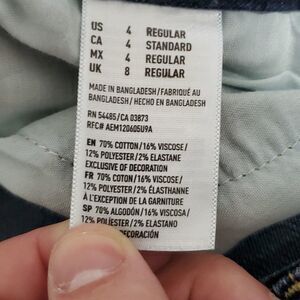 US 4 REGULAR
CA 4 STANDARD
MX 4 REGULAR
UK 8 REGULAR
MADE IN BANGLADESH/FABRIQUÉ AU
BANGLADESH / HECHO EN BANGLADESH
RN 54485/CA 03873
RFC# AEM120605U9A
EN 70% COTTON/16% VISCOSE/
12% POLYESTER/2% ELASTANE
EXCLUSIVE OF DECORATION
FR 70% COTON/16% VISCOSE/
12% POLYESTER/2% ÉLASTHANNE
À L'EXCEPTION DE LA GARNITURE
SP 70% ALGODÓN/16% VISCOSA/
12% POLIÉSTER/2% ELASTANO
DECORACIÓN